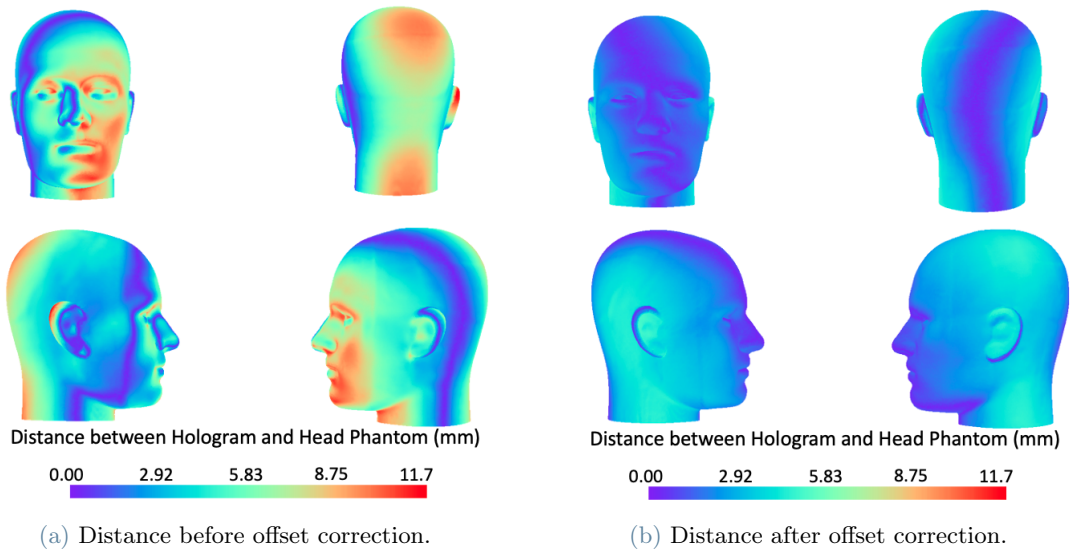 Distance between Hologram and Head Phantom (mm)
0.00 2.92 5.83 8.75 11.7
(a) Distance before offset correction.
Distance between Hologram and Head Phantom (mm)
0.00 2.92 5.83 8.75 11.7
(b) Distance after offset correction.